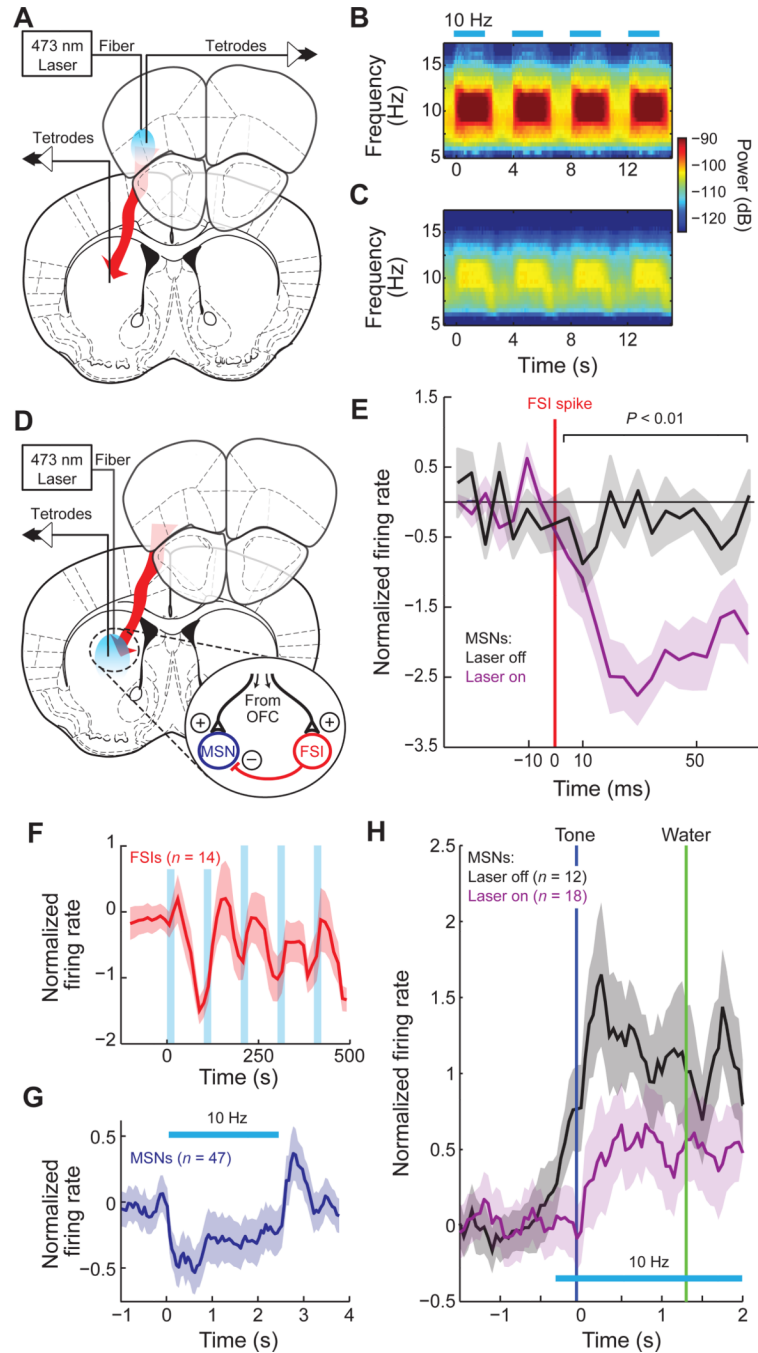 A
473 nm
Laser
Fiber
Tetrodes
Tetrodes
B
10 Hz
Frequency
(Hz)
15
10
5
0
4
8
12
Power (dB)
−90
−100
−110
−120
C
Frequency
(Hz)
15
10
5
0
4
8
12
Time (s)
D
473 nm
Laser
Fiber
Tetrodes
From
OFC
+
+
−
MSN
FSI
E
FSI spike
P < 0.01
Normalized firing rate
1.5
0.5
−0.5
−1.5
−2.5
−3.5
MSNs:
Laser off
Laser on
−10
0
10
50
Time (ms)
F
FSIs (n = 14)
Normalized
firing rate
1
0
−1
−2
0
250
500
Time (s)
G
10 Hz
MSNs (n = 47)
Normalized
firing rate
0.5
0
−0.5
−1
0
1
2
3
4
Time (s)
H
Tone
Water
MSNs:
Laser off (n = 12)
Laser on (n = 18)
Normalized firing rate
2.5
2
1.5
1
0.5
0
−0.5
10 Hz
−1
0
1
2
Time (s)